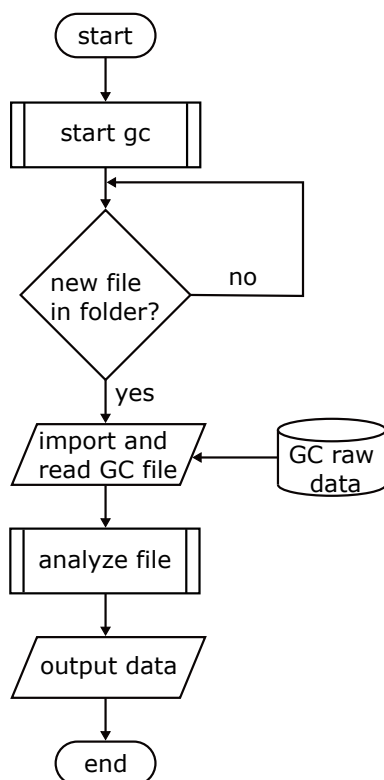 start
start gc
new file
in folder?
no
yes
import and
read GC file
GC raw
data
analyze file
output data
end